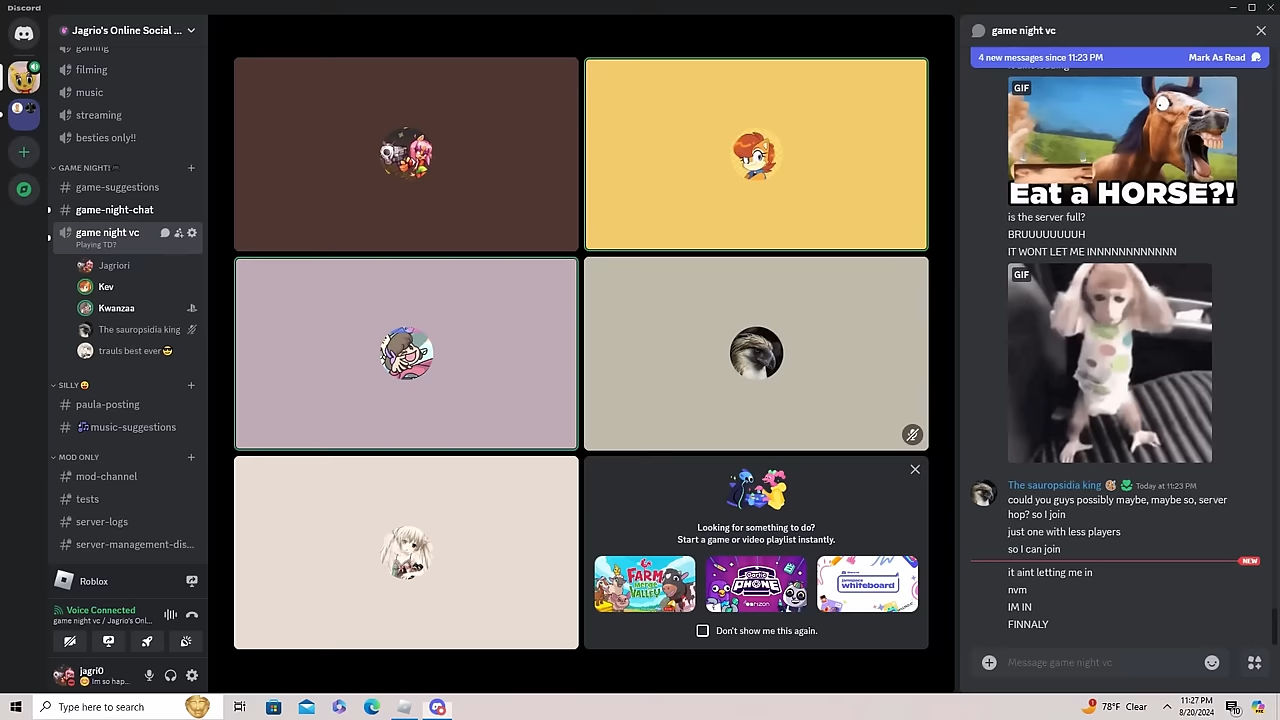 Discord
Jagrio's Online Social ...
gaming
filming
music
streaming
besties only!!
GAME NIGHT!
game-suggestions
game-night-chat
game night vc
Playing TD?
Jagriori
Kev
Kwanzaa
The sauropsidia king
trauls best ever😎
SILLY😀
paula-posting
🎶music-suggestions
MOD ONLY
mod-channel
tests
server-logs
server-management-dis...
Roblox
Voice Connected
game night vc / Jagrio's Onl...
jagri0
Im so hap...
Looking for something to do?
Start a game or video playlist instantly.
FARM
MERGE
VALLEY
Gartic
PHONE
jamspace
whiteboard
Don't show me this again.
game night vc
4 new messages since 11:23 PM
Mark As Read
GIF
Eat a HORSE?!
is the server full?
BRUUUUUUUH
IT WONT LET ME INNNNNNNNNNNN
GIF
The sauropsidia king
Today at 11:23 PM
could you guys possibly maybe, maybe so, server
hop? so I join
just one with less players
so I can join
NEW
it aint letting me in
nvm
IM IN
FINNALY
Message game night vc
Type here to search
78°F Clear
11:27 PM
8/20/2024